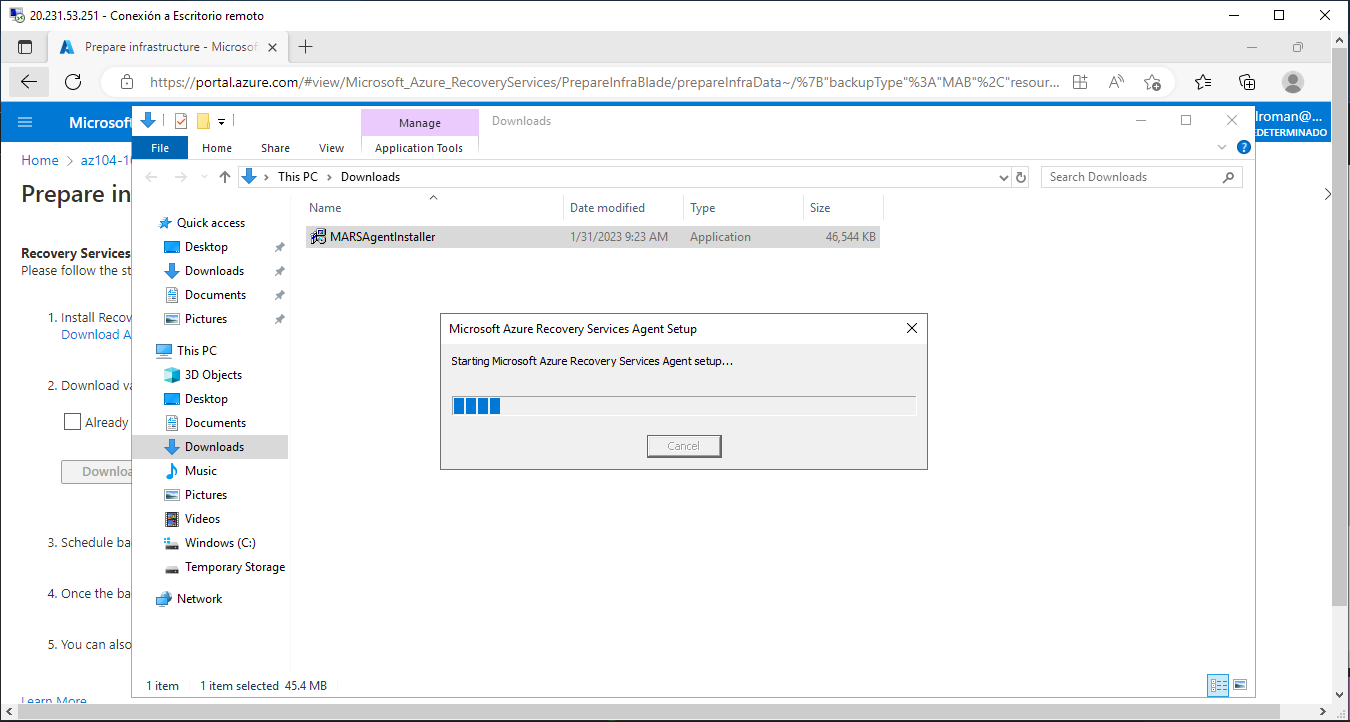 20.231.53.251 - Conexión a Escritorio remoto
Prepare infrastructure - Microsof
https://portal.azure.com/#view/Microsoft_Azure_RecoveryServices/PrepareInfraBlade/prepareInfraData~/%7B"backupType"%3A"MAB"%2C"resour...
Microsoft
lroman@...
EDETERMINADO
Manage
Downloads
File Home Share View Application Tools
Home > az104-10
This PC > Downloads
Search Downloads
Prepare in
Name Date modified Type Size
MARSAgentInstaller 1/31/2023 9:23 AM Application 46,544 KB
Quick access
Desktop
Downloads
Documents
Pictures
This PC
3D Objects
Desktop
Documents
Downloads
Music
Pictures
Videos
Windows (C:)
Temporary Storage
Network
Recovery Services
Please follow the st
1. Install Recov
Download A
2. Download va
Already
Downloa
3. Schedule ba
4. Once the ba
5. You can also
Learn More
Microsoft Azure Recovery Services Agent Setup
Starting Microsoft Azure Recovery Services Agent setup...
Cancel
1 item 1 item selected 45.4 MB